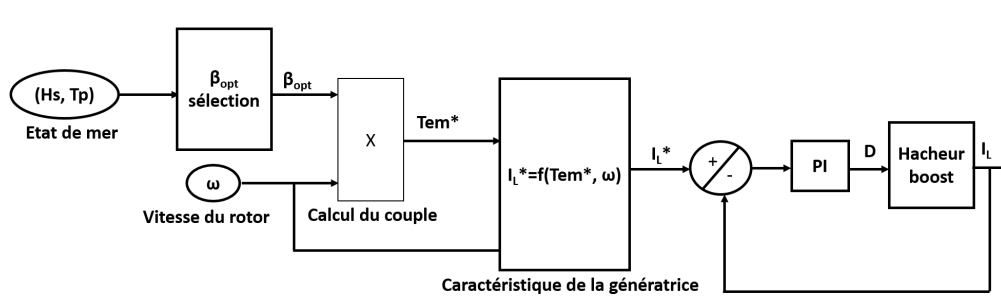 (Hs, Tp)
Etat de mer
βopt
sélection
βopt
ω
Vitesse du rotor
X
Calcul du couple
Tem*
IL*=f(Tem*, ω)
Caractéristique de la génératrice
IL*
+
-
PI
D
Hacheur
boost
IL